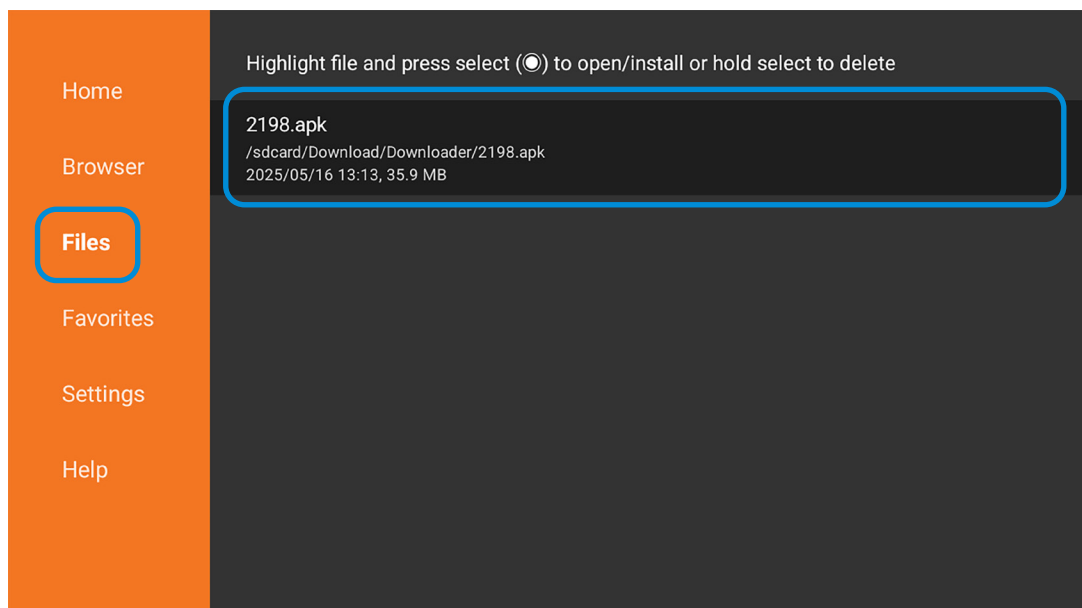 Home
Browser
Files
Favorites
Settings
Help
Highlight file and press select (◉) to open/install or hold select to delete
2198.apk
/sdcard/Download/Downloader/2198.apk
2025/05/16 13:13, 35.9 MB